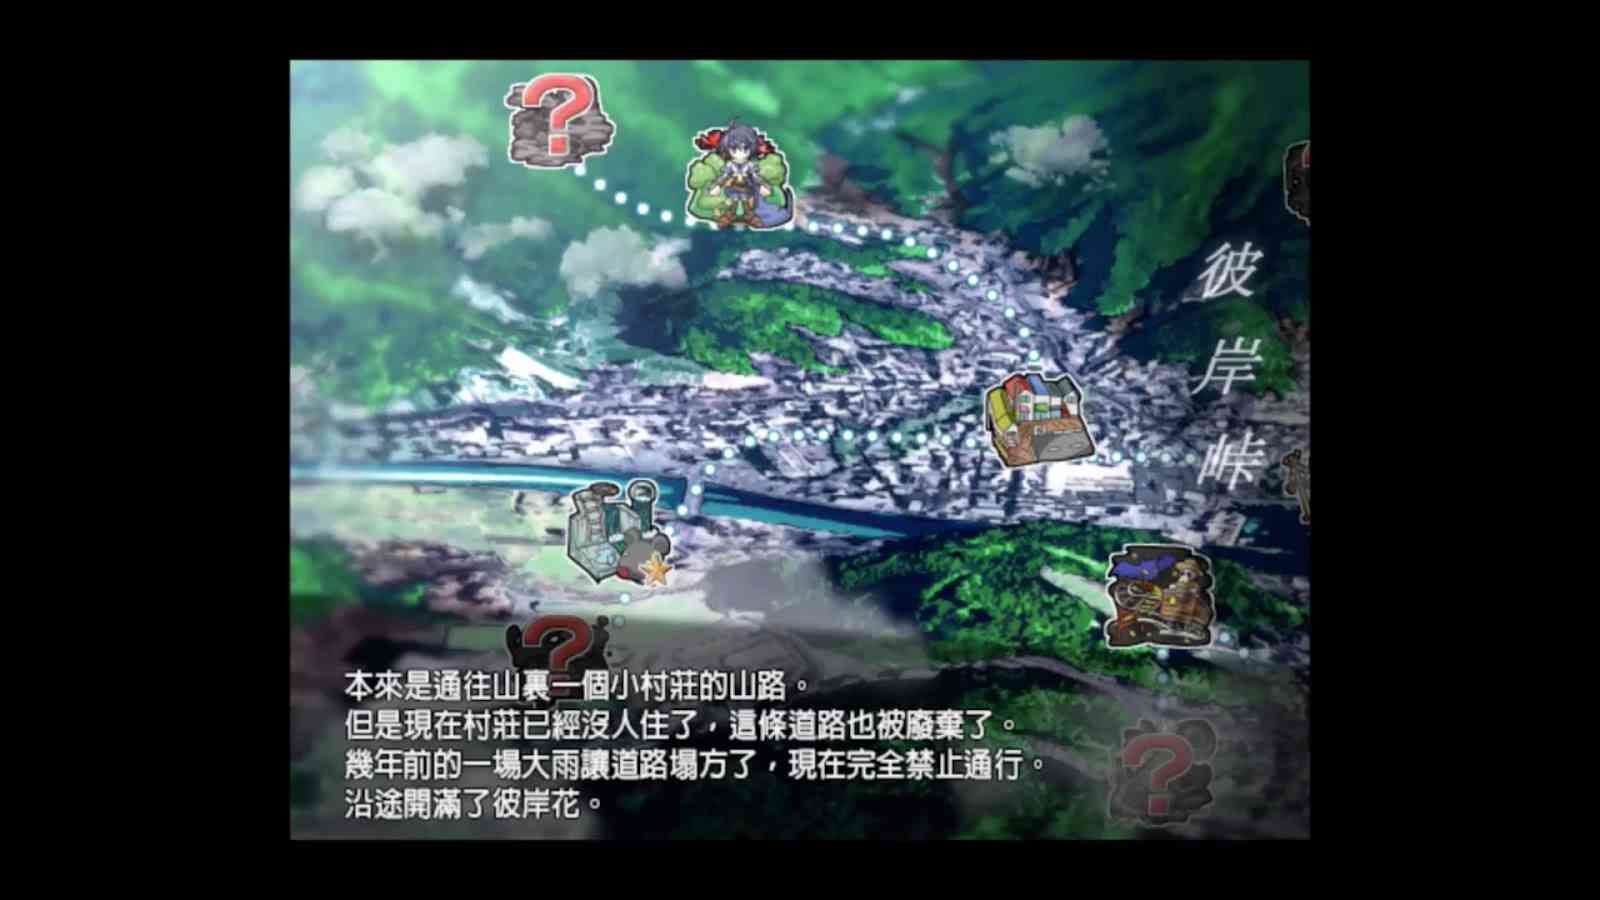 彼岸峠
本來是通往山裏一個小村莊的山路。
但是現在村莊已經沒人住了，這條道路也被廢棄了。
幾年前的一場大雨讓道路塌方了，現在完全禁止通行。
沿途開滿了彼岸花。